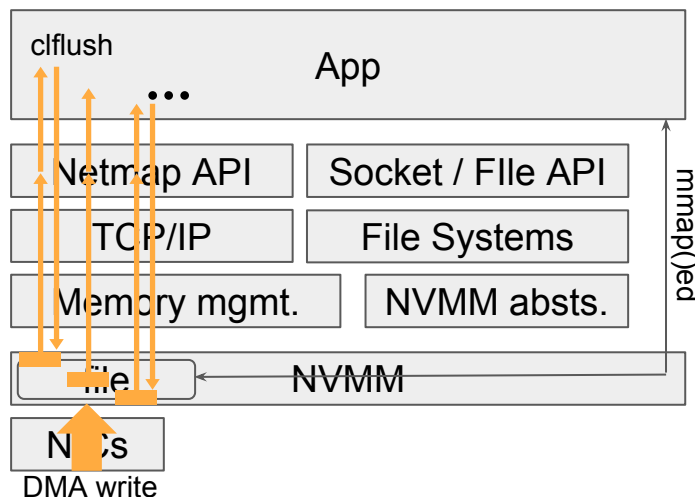 clflush
App
...
Netmap API
Socket / FIle API
TCP/IP
File Systems
mmap()ed
Memory mgmt.
NVMM absts.
file
NVMM
NICs
DMA write